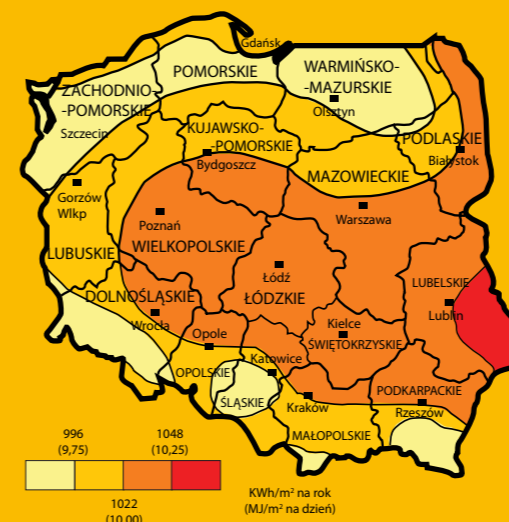 Gdańsk
POMORSKIE
WARMIŃSKO-
-MAZURSKIE
Olsztyn
ZACHODNIO-
-POMORSKIE
Szczecin
KUJAWSKO-
-POMORSKIE
Bydgoszcz
PODLASKIE
Białystok
MAZOWIECKIE
Gorzów
Wlkp
Poznań
Warszawa
LUBUSKIE
WIELKOPOLSKIE
Łódź
ŁÓDZKIE
LUBELSKIE
Lublin
DOLNOŚLĄSKIE
Wrocła
Opole
Kielce
ŚWIĘTOKRZYSKIE
Katowice
OPOLSKIE
ŚLĄSKIE
Kraków
PODKARPACKIE
Rzeszów
MAŁOPOLSKIE
996
(9,75)
1048
(10,25)
1022
(10,00)
KWh/m² na rok
(MJ/m² na dzień)